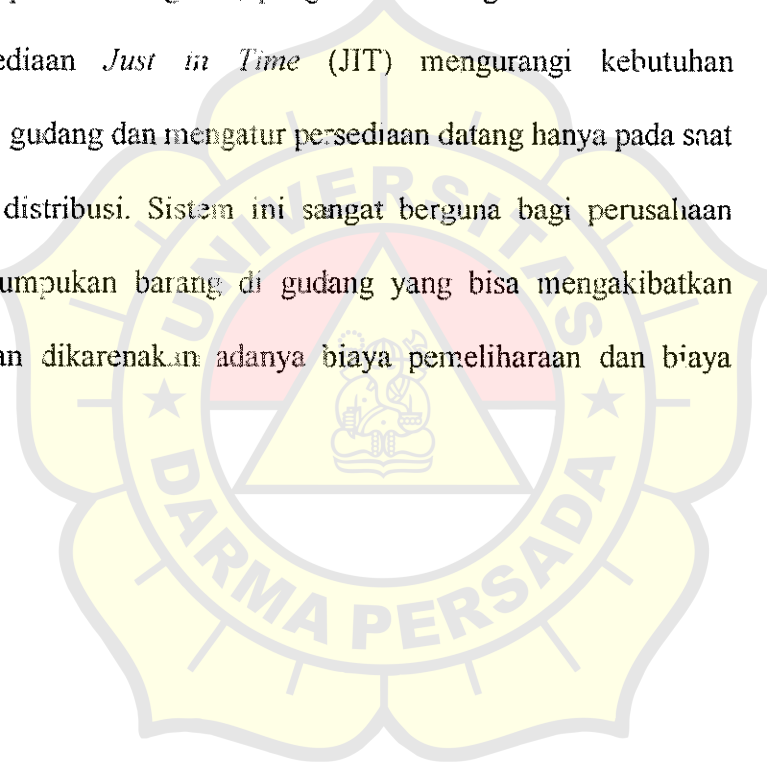 ediaan Just in Time (JIT) mengurangi kebutuhan
gudang dan mengatur persediaan datang hanya pada saat
distribusi. Sistem ini sangat berguna bagi perusahaan
umpukan barang di gudang yang bisa mengakibatkan
an dikarenakan adanya biaya pemeliharaan dan biaya
UNIVERSITAS
DARMA PERSADA